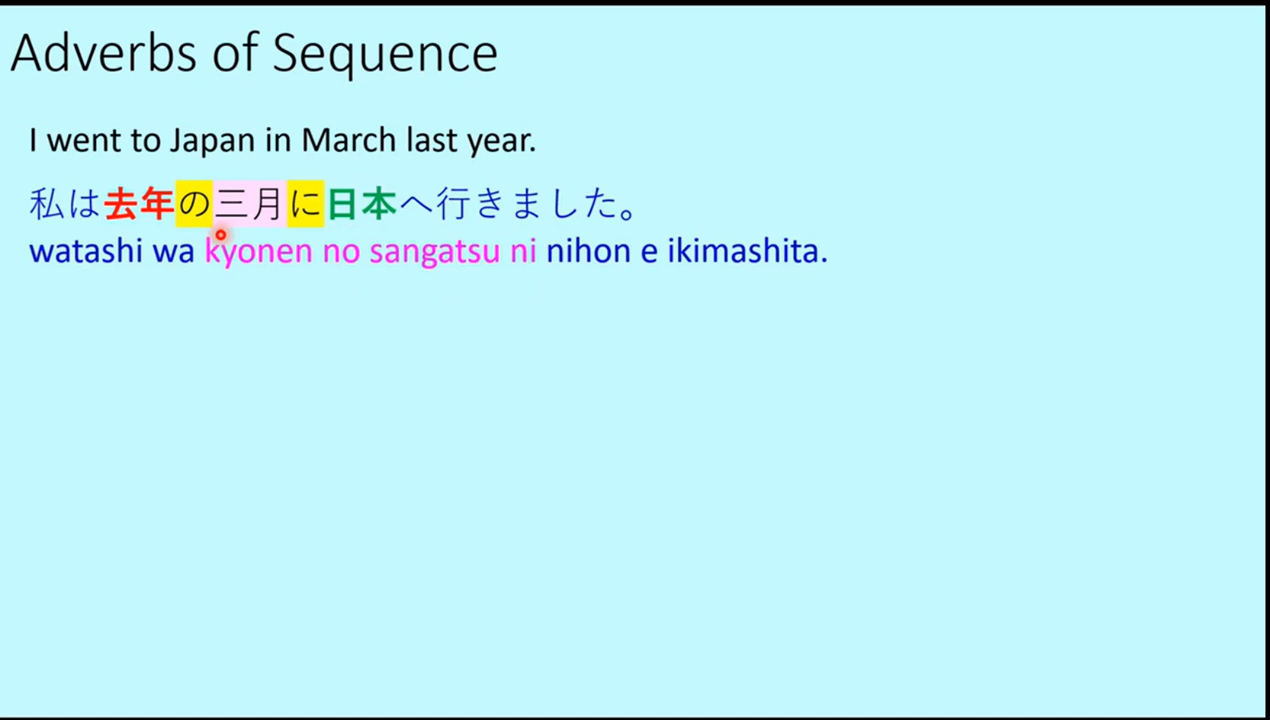 Adverbs of Sequence
I went to Japan in March last year.
私は去年の三月に日本へ行きました。
watashi wa kyonen no sangatsu ni nihon e ikimashita.